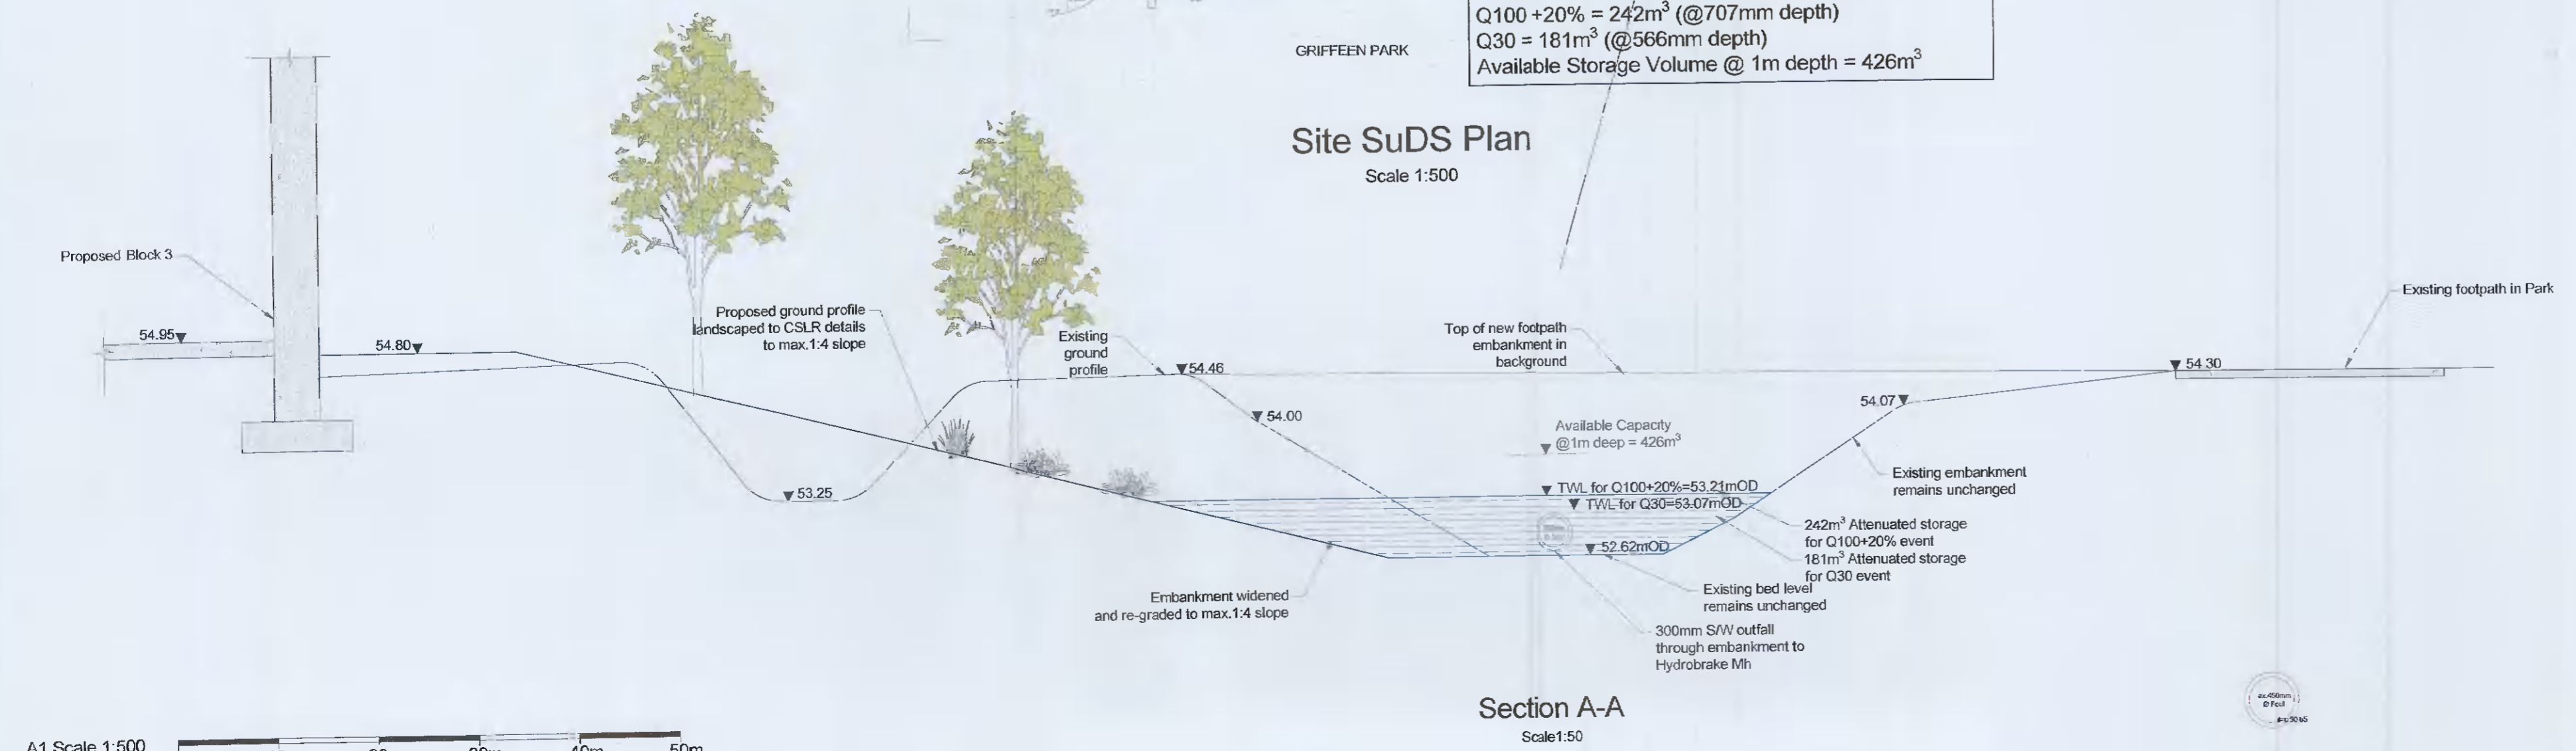 Q100 +20% = 242m³ (@707mm depth)
Q30 = 181m³ (@566mm depth)
Available Storage Volume @ 1m depth = 426m³
GRIFFEEN PARK
Site SuDS Plan
Scale 1:500
Proposed Block 3
54.95
54.80
Proposed ground profile
landscaped to CSLR details
to max.1:4 slope
Existing
ground
profile
54.46
54.00
53.25
Top of new footpath
embankment in
background
Existing footpath in Park
54.30
54.07
Available Capacity
@1m deep = 426m³
TWL for Q100+20%=53.21mOD
TWL for Q30=53.07mOD
52.62mOD
Existing embankment
remains unchanged
242m³ Attenuated storage
for Q100+20% event
181m³ Attenuated storage
for Q30 event
Existing bed level
remains unchanged
Embankment widened
and re-graded to max.1:4 slope
300mm S/W outfall
through embankment to
Hydrobrake Mh
Section A-A
Scale1:50
ex.450mm
Ø Foul
A1 Scale 1:500
40m
50m